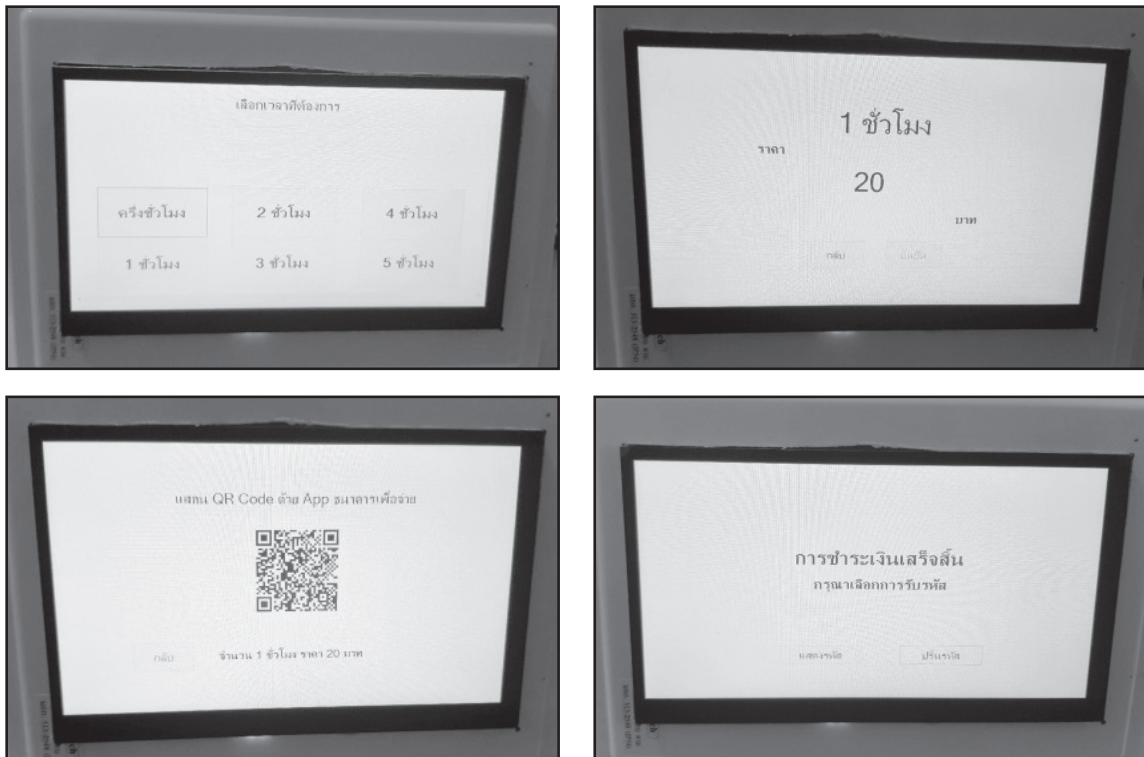 เลือกเวลาที่ต้องการ
ครึ่งชั่วโมง 2 ชั่วโมง 4 ชั่วโมง
1 ชั่วโมง 3 ชั่วโมง 5 ชั่วโมง
1 ชั่วโมง
ราคา
20
บาท
กลับ
แสกน QR Code ด้วย App ธนาคารเพื่อจ่าย
กลับ จำนวน 1 ชั่วโมง ราคา 20 บาท
การชำระเงินเสร็จสิ้น
กรุณาเลือกการรับรหัส
แสดงรหัส ปริ้นรหัส